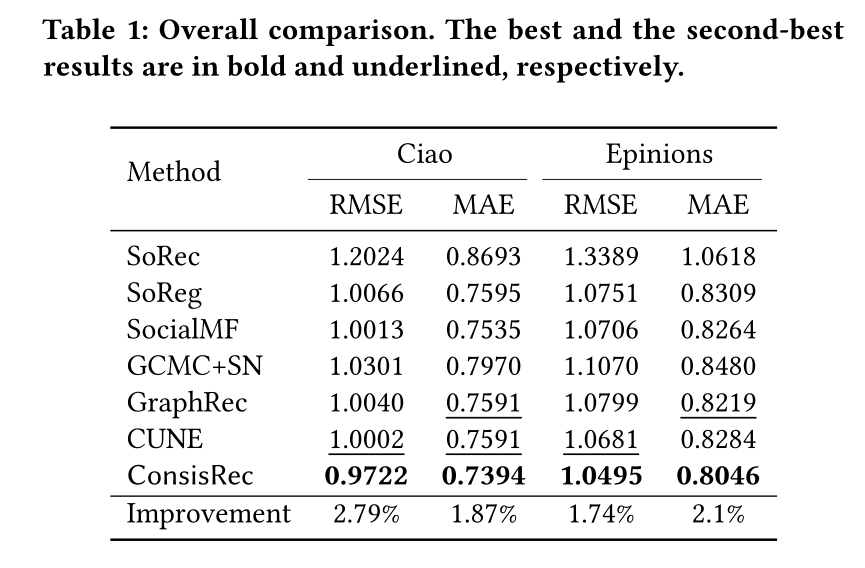 Table 1: Overall comparison. The best and the second-best
results are in bold and underlined, respectively.
Method Ciao Epinions
RMSE MAE RMSE MAE
SoRec 1.2024 0.8693 1.3389 1.0618
SoReg 1.0066 0.7595 1.0751 0.8309
SocialMF 1.0013 0.7535 1.0706 0.8264
GCMC+SN 1.0301 0.7970 1.1070 0.8480
GraphRec 1.0040 0.7591 1.0799 0.8219
CUNE 1.0002 0.7591 1.0681 0.8284
ConsisRec 0.9722 0.7394 1.0495 0.8046
Improvement 2.79% 1.87% 1.74% 2.1%